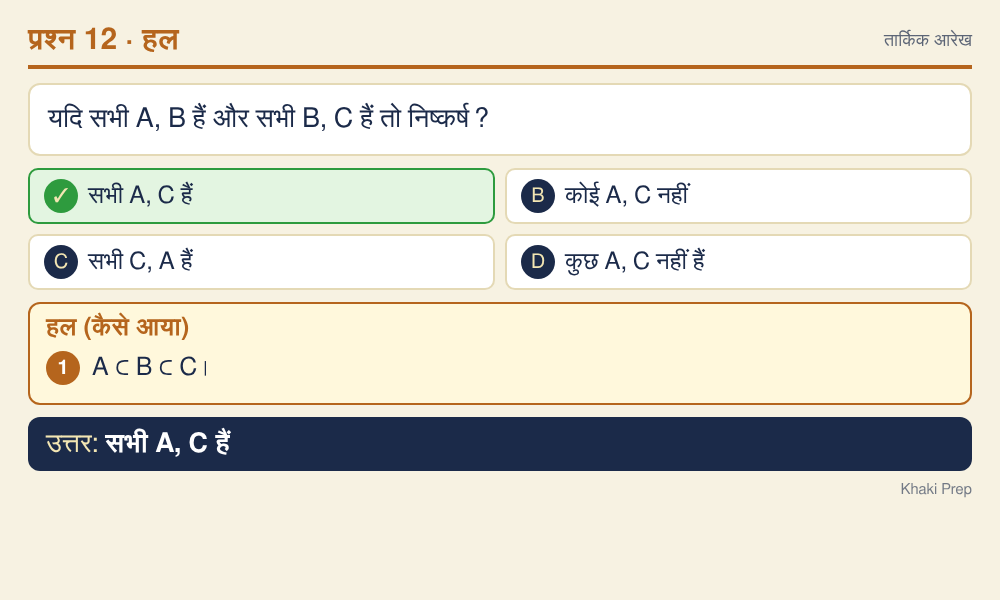 प्रश्न 12 · हल
तार्किक आरेख
यदि सभी A, B हैं और सभी B, C हैं तो निष्कर्ष ?
✓ सभी A, C हैं
B कोई A, C नहीं
C सभी C, A हैं
D कुछ A, C नहीं हैं
हल (कैसे आया)
1 A ⊂ B ⊂ C।
उत्तर: सभी A, C हैं
Khaki Prep